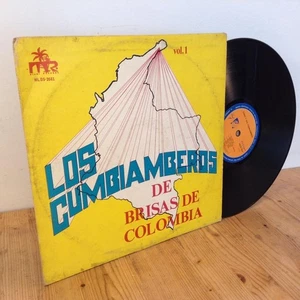 vol.1
LOS
CUMBIAMBEROS
DE
BRISAS DE
COLOMBIA